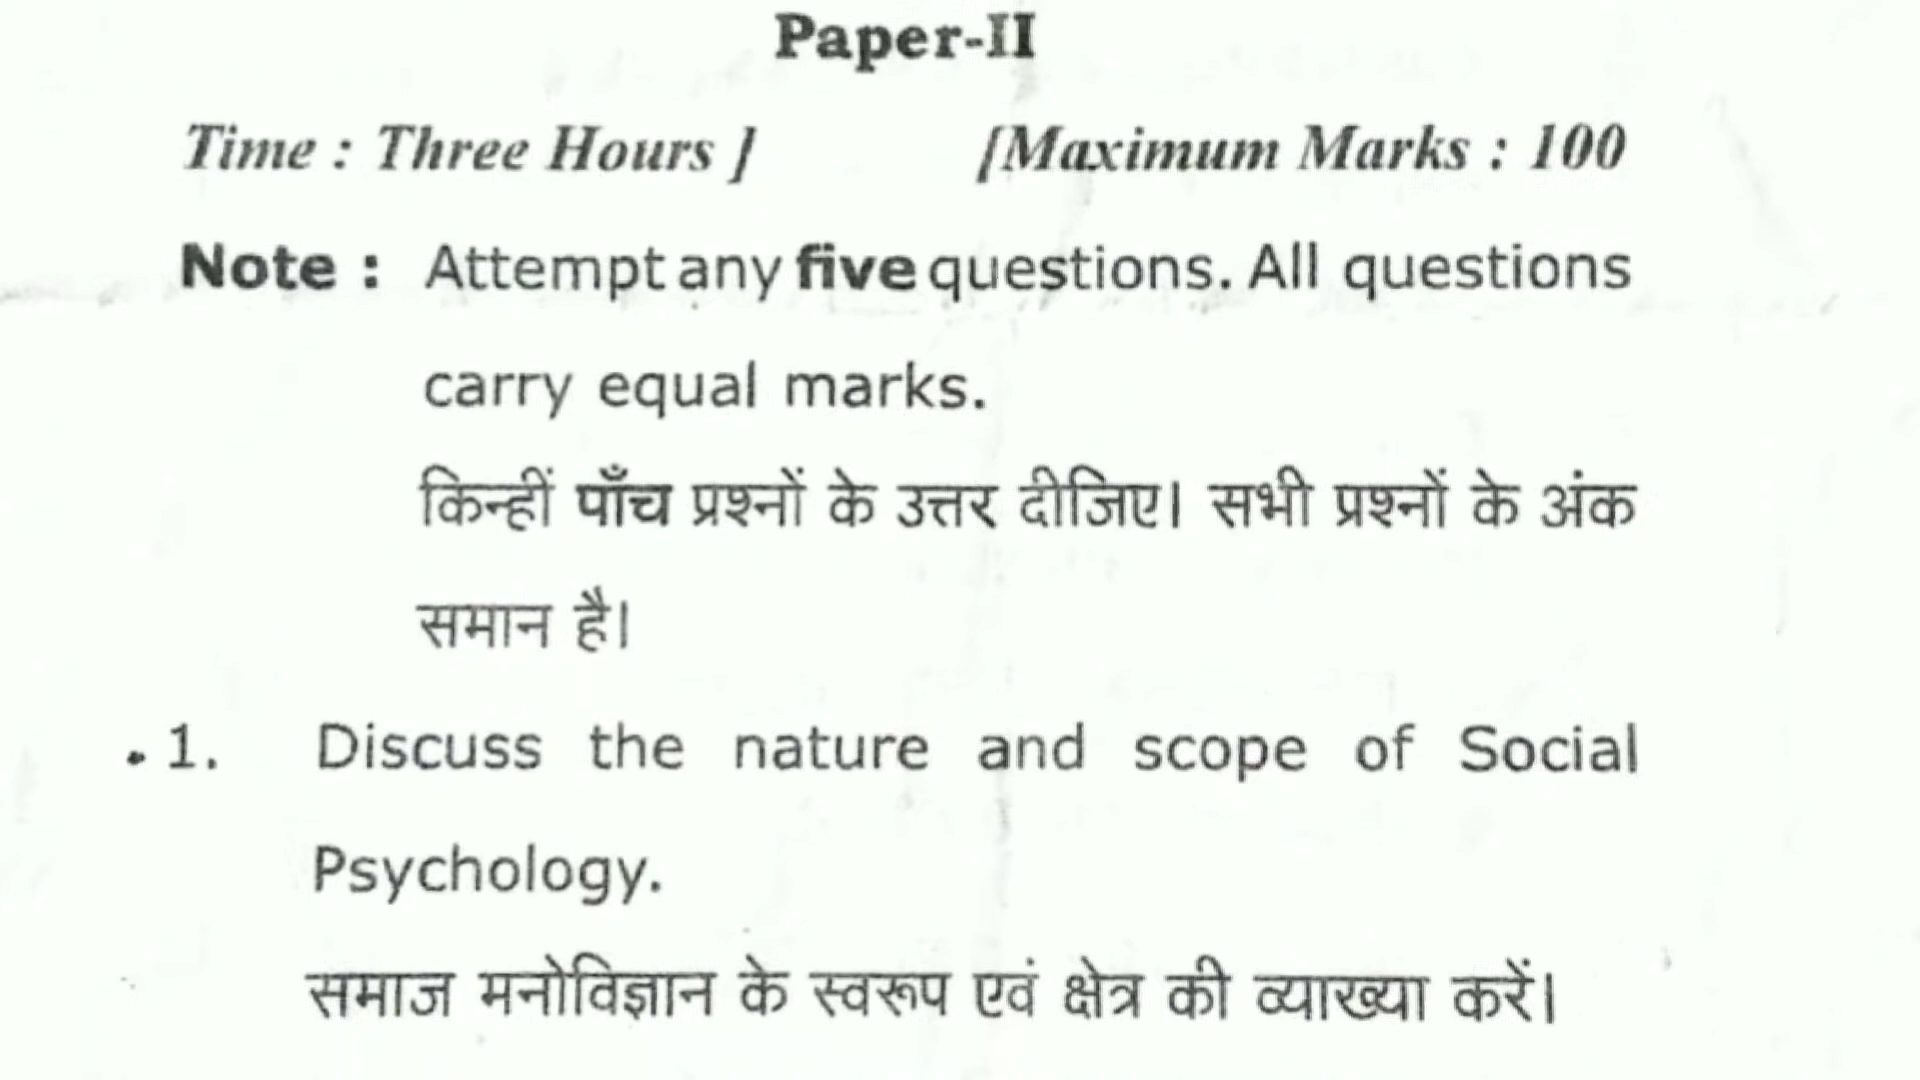 Paper-II
Time : Three Hours ] [Maximum Marks : 100
Note : Attempt any five questions. All questions
carry equal marks.
किन्हीं पाँच प्रश्नों के उत्तर दीजिए। सभी प्रश्नों के अंक
समान है।
1. Discuss the nature and scope of Social
Psychology.
समाज मनोविज्ञान के स्वरूप एवं क्षेत्र की व्याख्या करें।